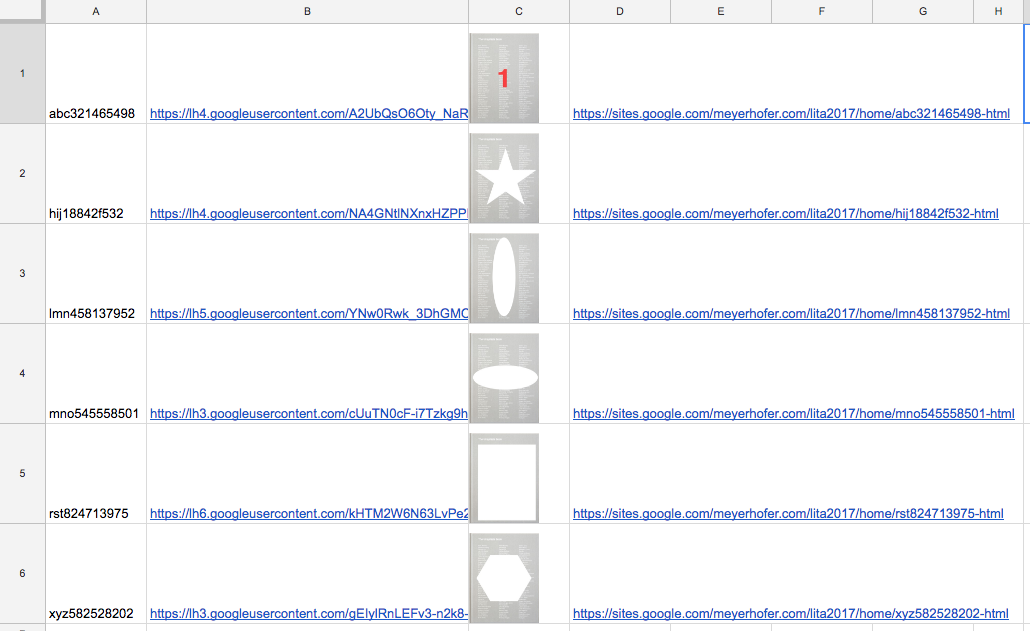 A B C D E F G H
1 abc321465498 https://lh4.googleusercontent.com/A2UbQsO6Oty_NaR 1 https://sites.google.com/meyerhofer.com/lita2017/home/abc321465498-html
2 hij18842f532 https://lh4.googleusercontent.com/NA4GNtlNXnxHZPP https://sites.google.com/meyerhofer.com/lita2017/home/hij18842f532-html
3 lmn458137952 https://lh5.googleusercontent.com/YNw0Rwk_3DhGMC https://sites.google.com/meyerhofer.com/lita2017/home/lmn458137952-html
4 mno545558501 https://lh3.googleusercontent.com/cUuTN0cF-i7Tzkg9h https://sites.google.com/meyerhofer.com/lita2017/home/mno545558501-html
5 rst824713975 https://lh6.googleusercontent.com/kHTM2W6N63LvPe2 https://sites.google.com/meyerhofer.com/lita2017/home/rst824713975-html
6 xyz582528202 https://lh3.googleusercontent.com/gEIyIRnLEFv3-n2k8- https://sites.google.com/meyerhofer.com/lita2017/home/xyz582528202-html